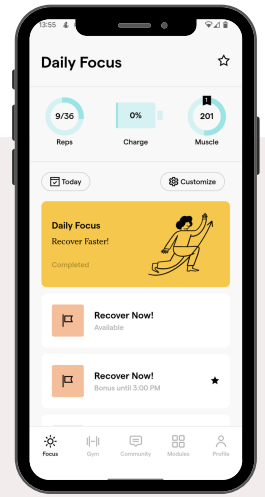 13:55
Daily Focus
9/36
0%
1
201
Reps
Charge
Muscle
Today
Customize
Daily Focus
Recover Faster!
Completed
Recover Now!
Available
Recover Now!
Bonus until 3:00 PM
Focus
Gym
Community
Modules
Profile